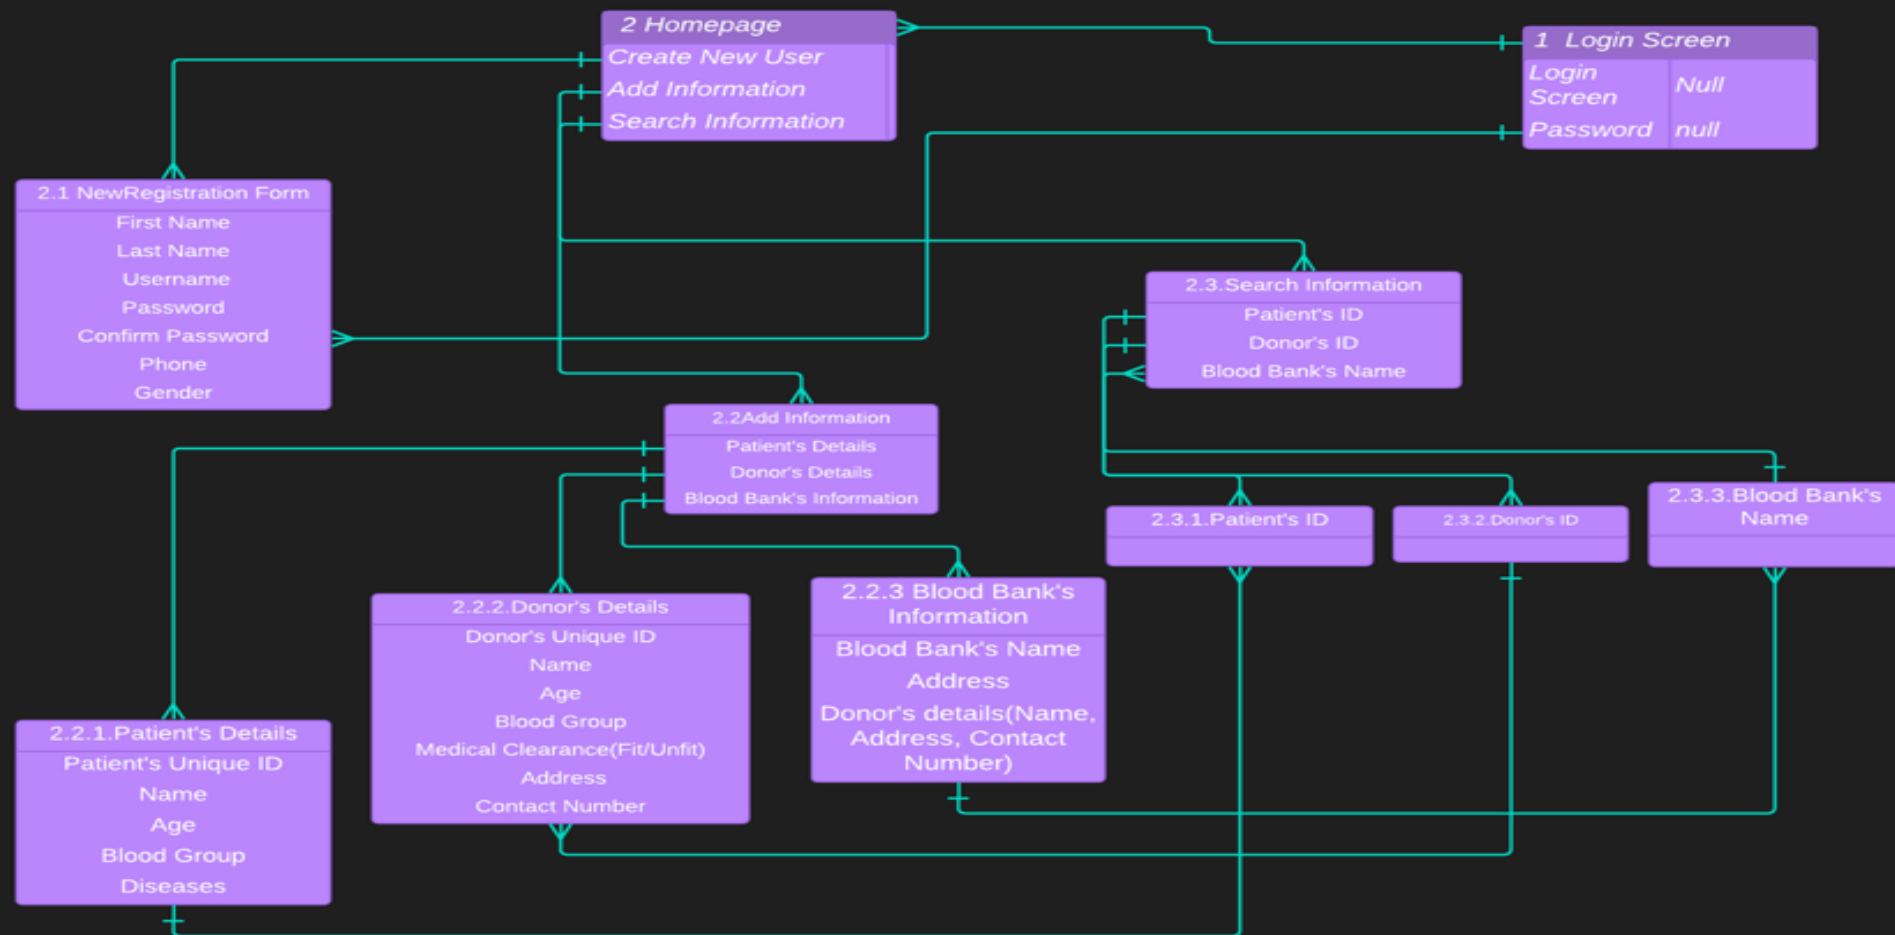 2 Homepage
Create New User
Add Information
Search Information
1 Login Screen
Login
Screen
Null
Password
null
2.1 NewRegistration Form
First Name
Last Name
Username
Password
Confirm Password
Phone
Gender
2.3.Search Information
Patient's ID
Donor's ID
Blood Bank's Name
2.2Add Information
Patient's Details
Donor's Details
Blood Bank's Information
2.3.1.Patient's ID
2.3.2.Donor's ID
2.3.3.Blood Bank's
Name
2.2.2.Donor's Details
Donor's Unique ID
Name
Age
Blood Group
Medical Clearance(Fit/Unfit)
Address
Contact Number
2.2.3 Blood Bank's
Information
Blood Bank's Name
Address
Donor's details(Name,
Address, Contact
Number)
2.2.1.Patient's Details
Patient's Unique ID
Name
Age
Blood Group
Diseases